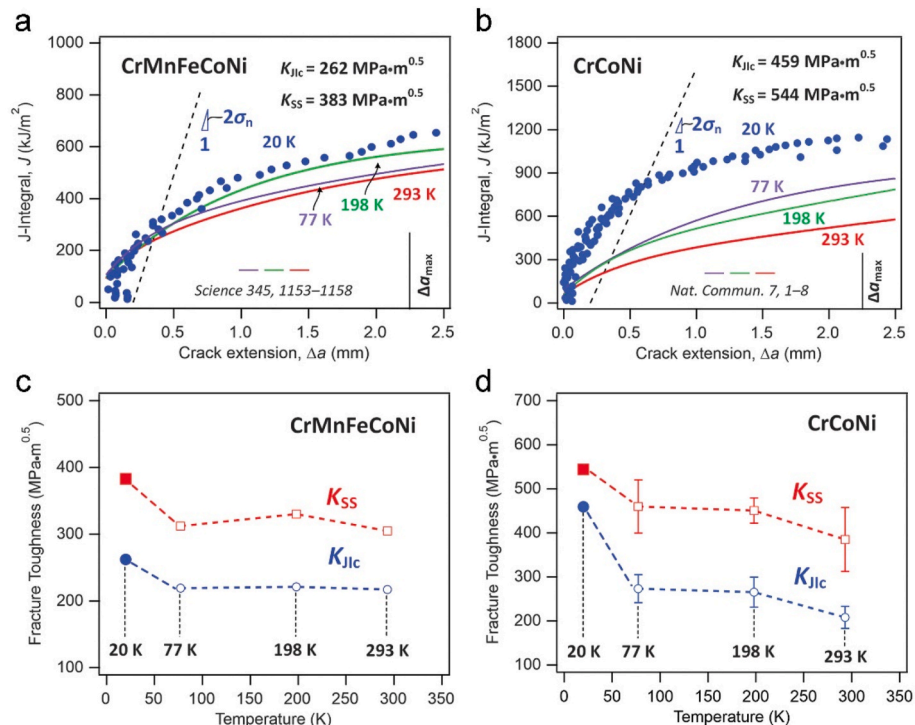 a
1000
800
600
400
200
0
J-Integral, J (kJ/m²)
CrMnFeCoNi
K_JIc = 262 MPa•m^0.5
K_SS = 383 MPa•m^0.5
2σₙ
1
20 K
293 K
198 K
77 K
Science 345, 1153–1158
Δa_max
0.0 0.5 1.0 1.5 2.0 2.5
Crack extension, Δa (mm)
b
1800
1500
1200
900
600
300
0
J-Integral, J (kJ/m²)
CrCoNi
K_JIc = 459 MPa•m^0.5
K_SS = 544 MPa•m^0.5
2σₙ
1
20 K
77 K
198 K
293 K
Nat. Commun. 7, 1–8
Δa_max
0.0 0.5 1.0 1.5 2.0 2.5
Crack extension, Δa (mm)
c
500
400
300
200
100
Fracture Toughness (MPa•m^0.5)
CrMnFeCoNi
K_SS
K_JIc
20 K 77 K 198 K 293 K
0 50 100 150 200 250 300 350
Temperature (K)
d
700
600
500
400
300
200
100
Fracture Toughness (MPa•m^0.5)
CrCoNi
K_SS
K_JIc
20 K 77 K 198 K 293 K
0 50 100 150 200 250 300 350
Temperature (K)